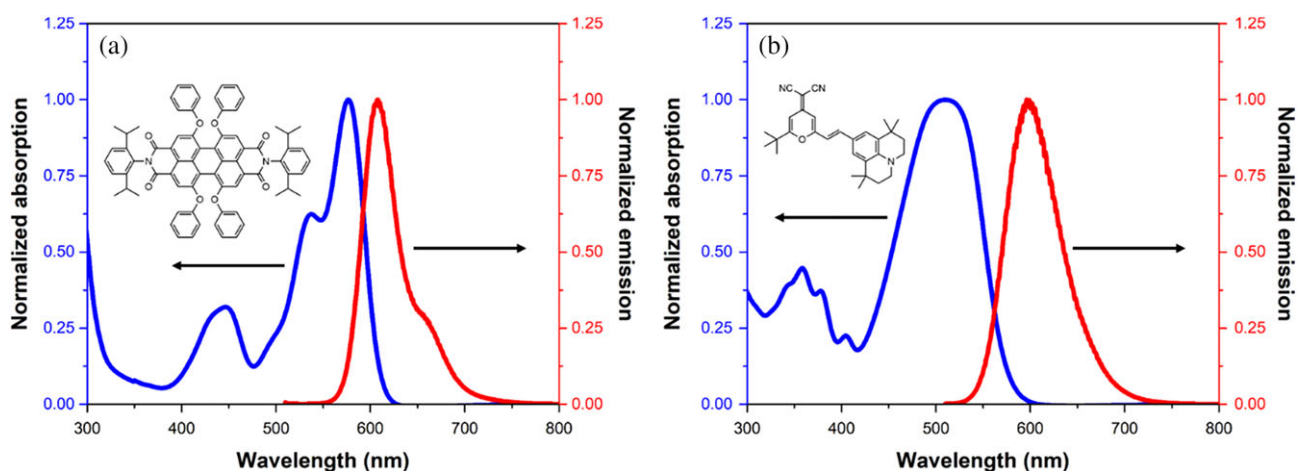 (a)
Normalized absorption
1.25
1.00
0.75
0.50
0.25
0.00
300 400 500 600 700 800
Wavelength (nm)
1.25
1.00
0.75
0.50
0.25
0.00
Normalized emission
O O
N N
O O
O O
O O
(b)
Normalized absorption
1.25
1.00
0.75
0.50
0.25
0.00
300 400 500 600 700 800
Wavelength (nm)
1.25
1.00
0.75
0.50
0.25
0.00
Normalized emission
NC CN
O
N